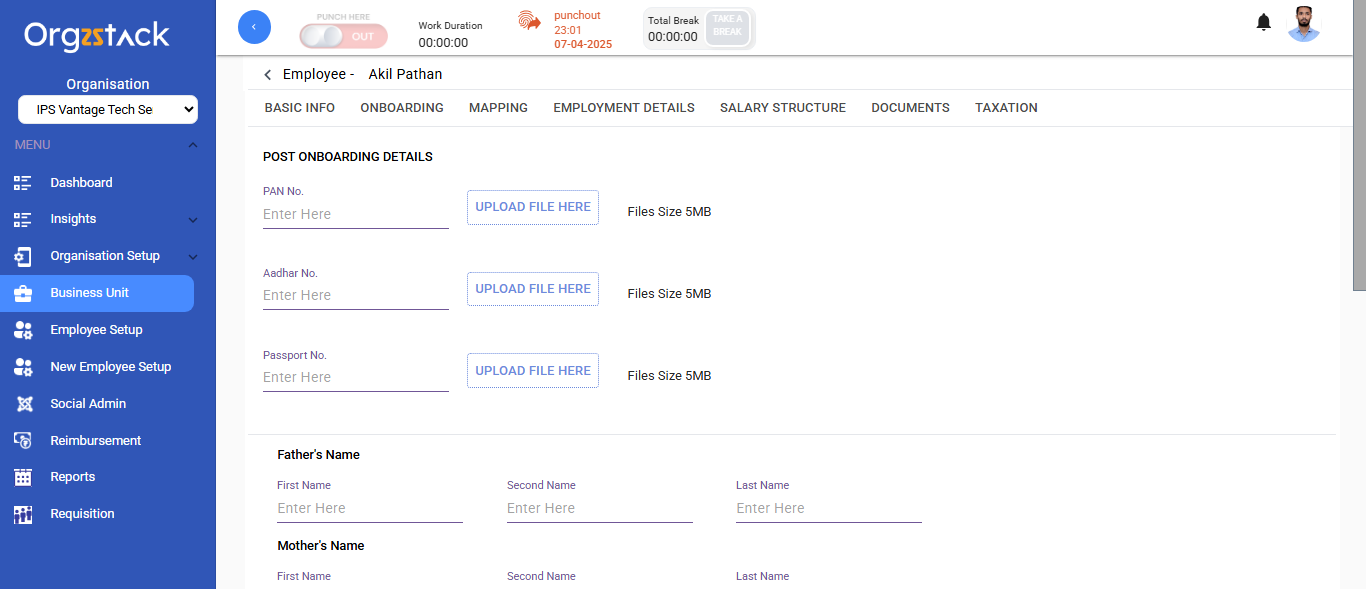 Orgzstack
Organisation
IPS Vantage Tech Se
MENU
Dashboard
Insights
Organisation Setup
Business Unit
Employee Setup
New Employee Setup
Social Admin
Reimbursement
Reports
Requisition
PUNCH HERE
OUT
Work Duration
00:00:00
punchout
23:01
07-04-2025
Total Break
00:00:00
TAKE A
BREAK
Employee - Akil Pathan
BASIC INFO ONBOARDING MAPPING EMPLOYMENT DETAILS SALARY STRUCTURE DOCUMENTS TAXATION
POST ONBOARDING DETAILS
PAN No.
Enter Here UPLOAD FILE HERE Files Size 5MB
Aadhar No.
Enter Here UPLOAD FILE HERE Files Size 5MB
Passport No.
Enter Here UPLOAD FILE HERE Files Size 5MB
Father's Name
First Name Second Name Last Name
Enter Here Enter Here Enter Here
Mother's Name
First Name Second Name Last Name